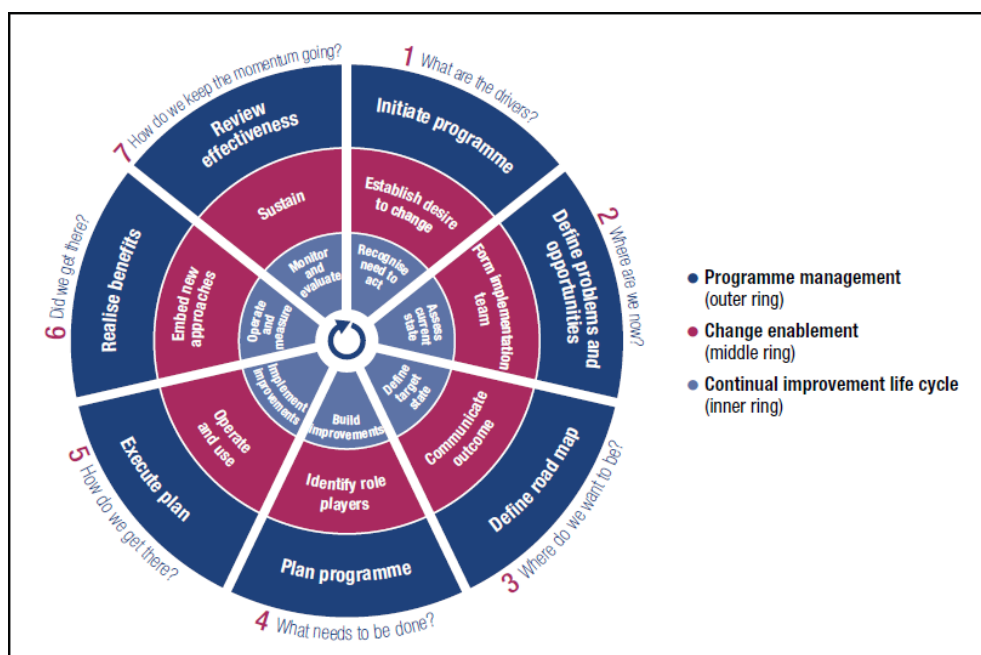 1 What are the drivers?
Initiate programme
Establish desire
to change
Recognise
need to
act
2 Where are we now?
Define problems and
opportunities
Form implementation
team
Assess
current
state
3 Where do we want to be?
Define road map
Communicate
outcome
Define
target
state
4 What needs to be done?
Plan programme
Identify role
players
Build
improvements
5 How do we get there?
Execute plan
Operate
and use
Implement
improvements
6 Did we get there?
Realise benefits
Embed new
approaches
Operate
and
measure
7 How do we keep the momentum going?
Review
effectiveness
Sustain
Monitor
and
evaluate
Programme management
(outer ring)
Change enablement
(middle ring)
Continual improvement life cycle
(inner ring)